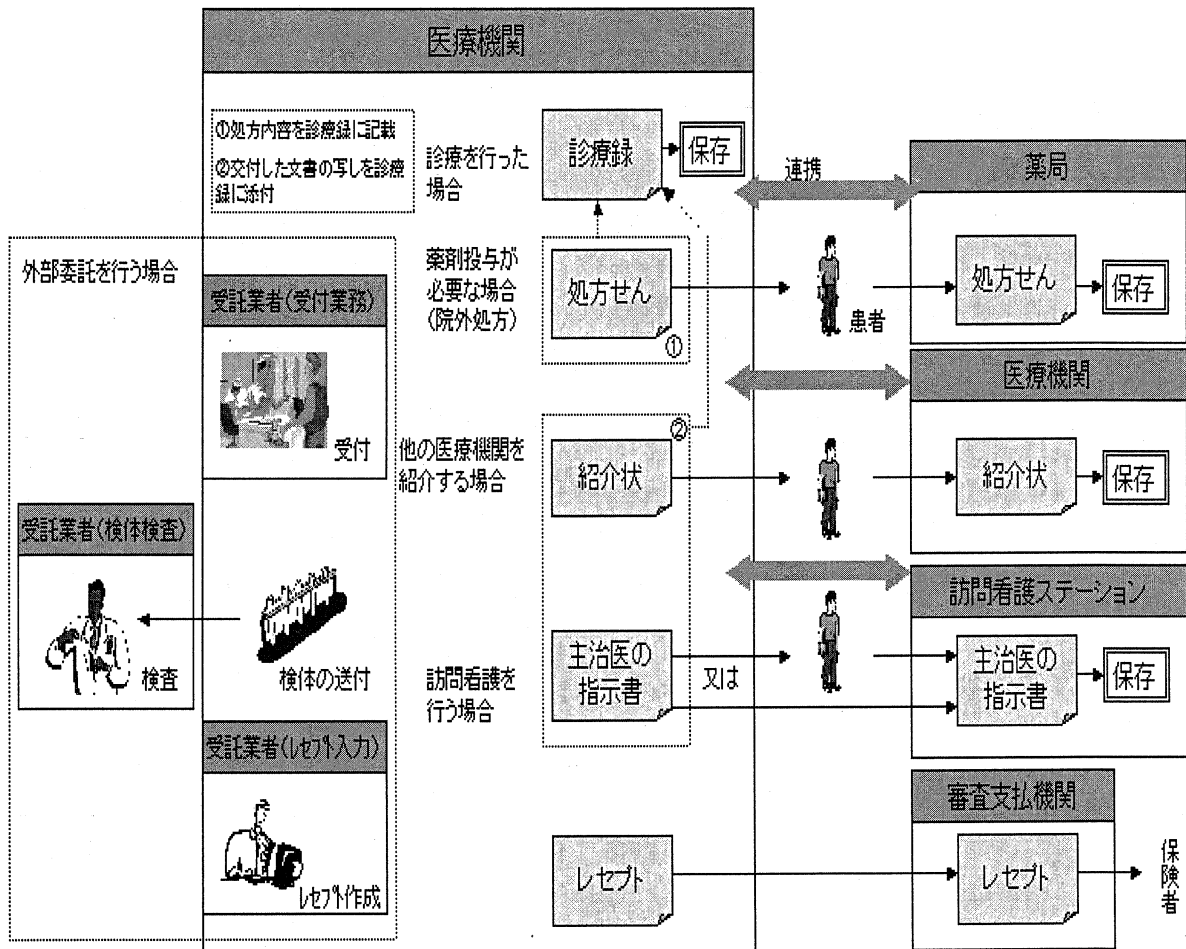 医療機関
①処方内容を診療録に記載
②交付した文書の写しを診療
録に添付
診療を行った
場合
診療録
保存
連携
薬局
外部委託を行う場合
受託業者(受付業務)
受付
薬剤投与が
必要な場合
(院外処方)
処方せん
①
患者
処方せん
保存
医療機関
他の医療機関を
紹介する場合
②
紹介状
紹介状
保存
受託業者(検体検査)
検査
検体の送付
訪問看護ステーション
訪問看護を
行う場合
主治医の
指示書
又は
主治医の
指示書
保存
受託業者(レセプト入力)
レセプト作成
審査支払機関
レセプト
レセプト
保険者